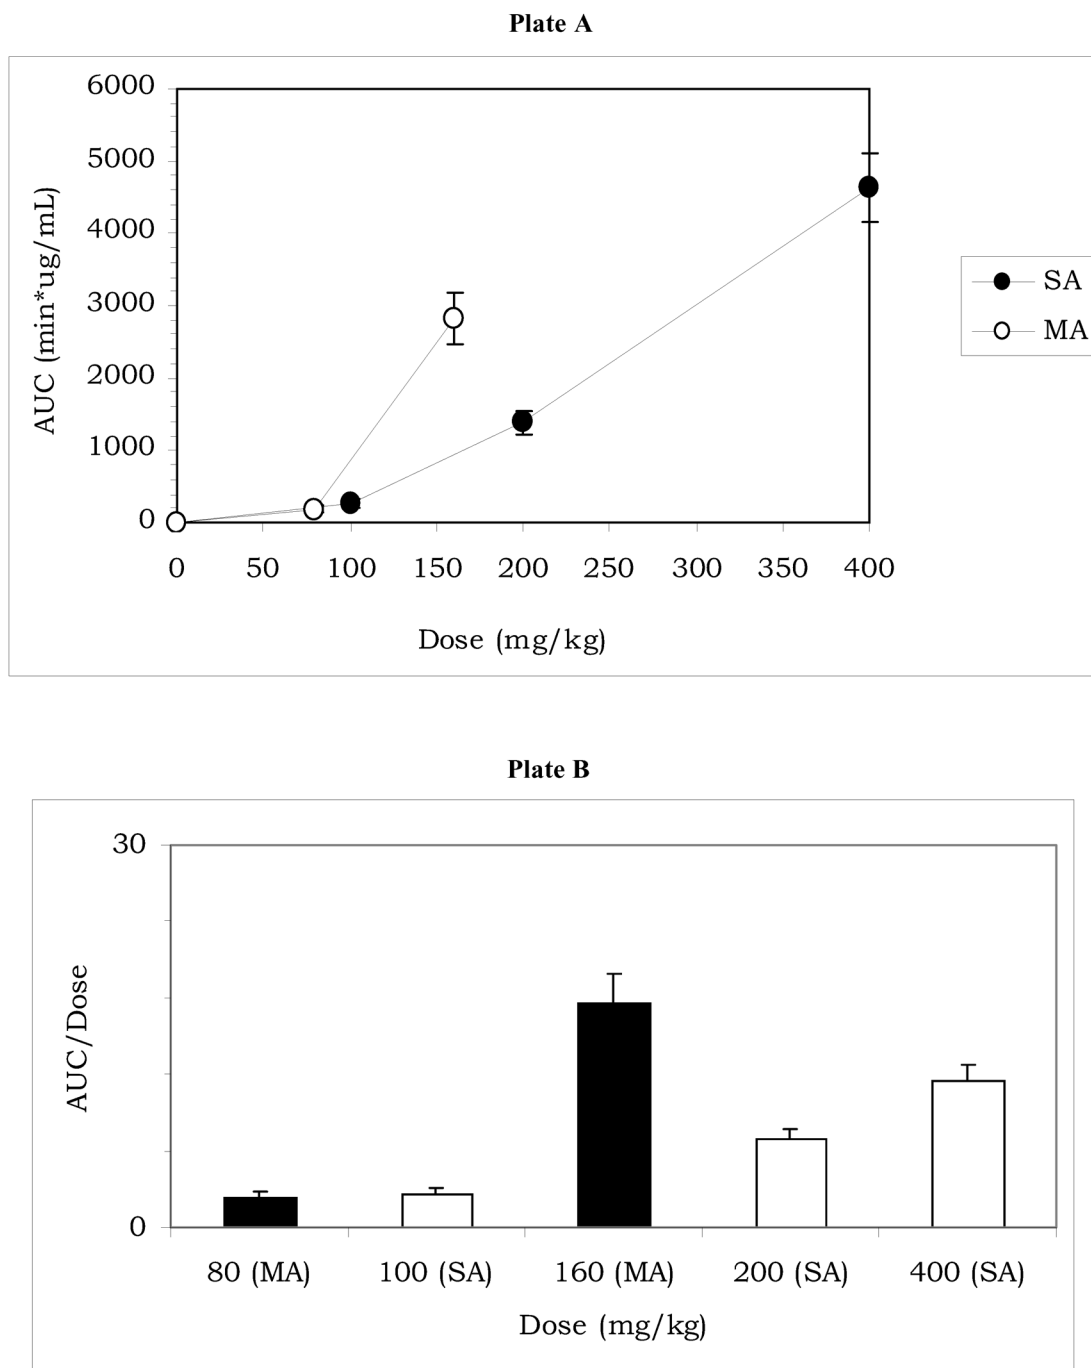 Plate A
6000
5000
4000
3000
2000
1000
0
AUC (min*ug/mL)
0 50 100 150 200 250 300 350 400
Dose (mg/kg)
SA
MA
Plate B
30
0
AUC/Dose
80 (MA) 100 (SA) 160 (MA) 200 (SA) 400 (SA)
Dose (mg/kg)